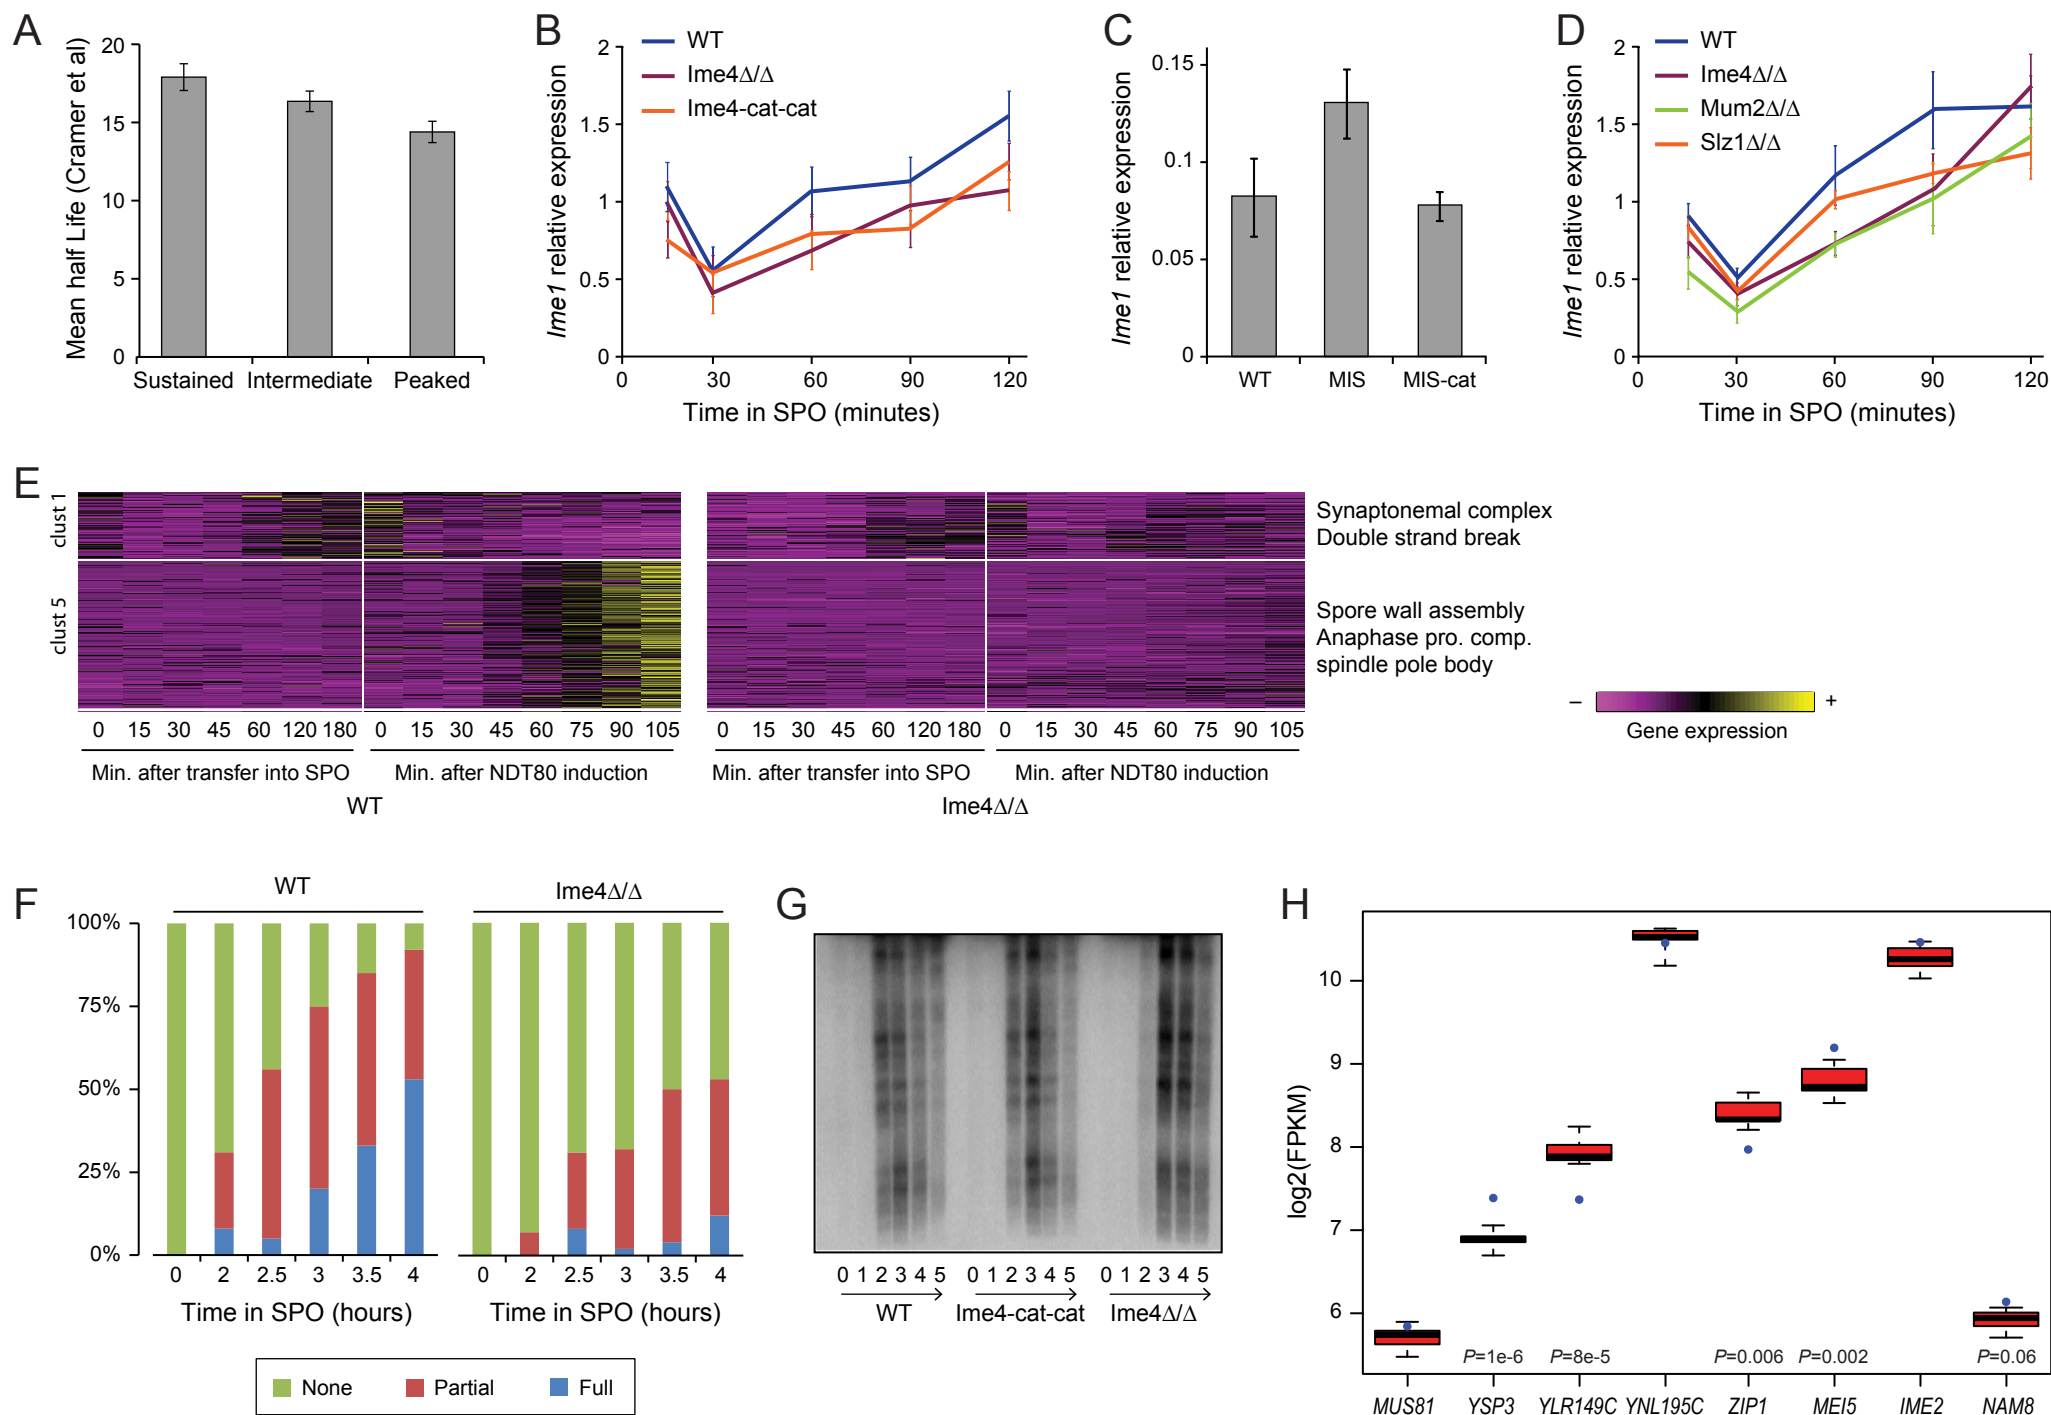 A
Mean half Life (Cramer et al)
20
15
10
5
0
Sustained Intermediate Peaked
B
Ime1 relative expression
WT
Ime4Δ/Δ
Ime4-cat-cat
2
1.5
1
0.5
0
0 30 60 90 120
Time in SPO (minutes)
C
Ime1 relative expression
0.15
0.1
0.05
0
WT MIS MIS-cat
D
Ime1 relative expression
WT
Ime4Δ/Δ
Mum2Δ/Δ
Slz1Δ/Δ
2
1.5
1
0.5
0
0 30 60 90 120
Time in SPO (minutes)
E
clust 1
clust 5
Synaptonemal complex
Double strand break
Spore wall assembly
Anaphase pro. comp.
spindle pole body
0 15 30 45 60 120 180 0 15 30 45 60 75 90 105
Min. after transfer into SPO Min. after NDT80 induction
WT
0 15 30 45 60 120 180 0 15 30 45 60 75 90 105
Min. after transfer into SPO Min. after NDT80 induction
Ime4Δ/Δ
– +
Gene expression
F
WT Ime4Δ/Δ
100%
75%
50%
25%
0%
0 2 2.5 3 3.5 4 0 2 2.5 3 3.5 4
Time in SPO (hours) Time in SPO (hours)
None Partial Full
G
0 1 2 3 4 5 0 1 2 3 4 5 0 1 2 3 4 5
WT Ime4-cat-cat Ime4Δ/Δ
H
log2(FPKM)
10
9
8
7
6
P=1e-6 P=8e-5 P=0.006 P=0.002 P=0.06
MUS81 YSP3 YLR149C YNL195C ZIP1 MEI5 IME2 NAM8